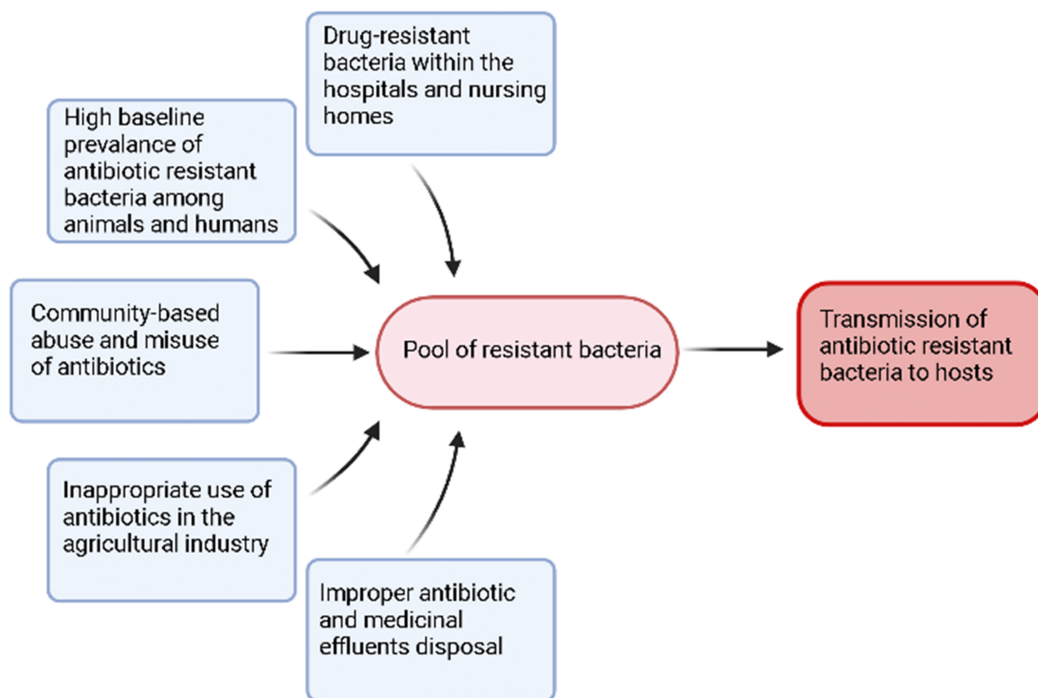 Drug-resistant
bacteria within the
hospitals and nursing
homes
High baseline
prevalance of
antibiotic resistant
bacteria among
animals and humans
Community-based
abuse and misuse
of antibiotics
Inappropriate use of
antibiotics in the
agricultural industry
Improper antibiotic
and medicinal
effluents disposal
Pool of resistant bacteria
Transmission of
antibiotic resistant
bacteria to hosts